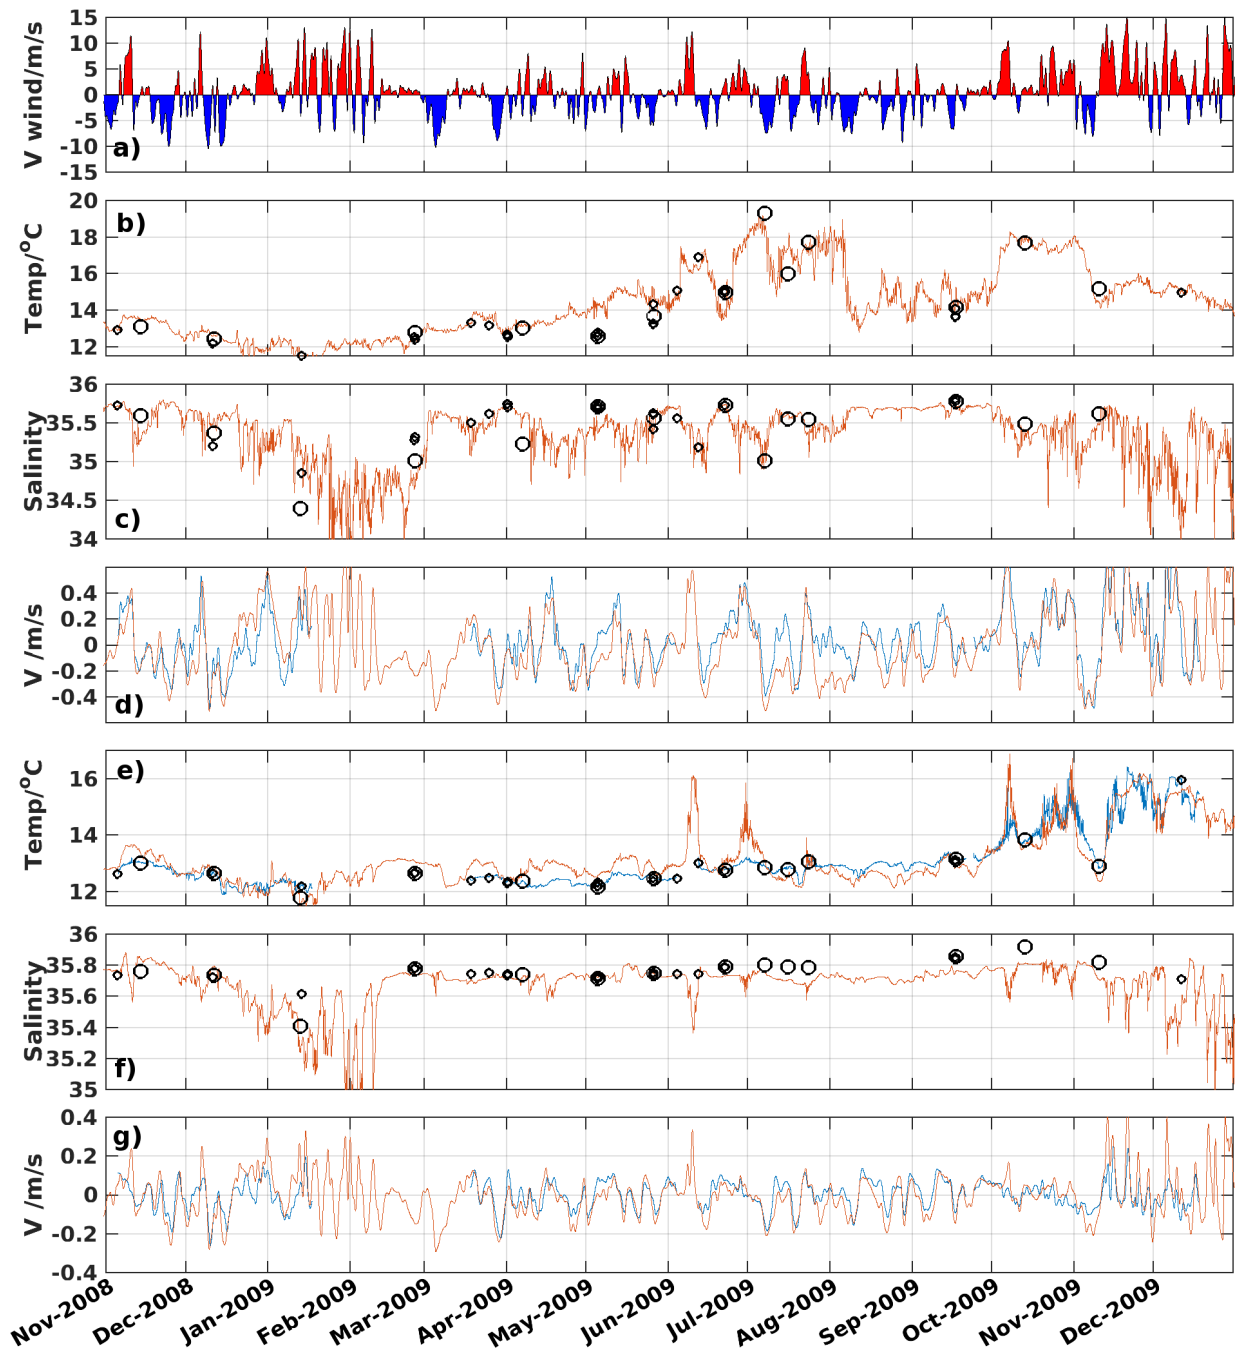 V wind/m/s
15
10
5
0
-5
-10
-15
a)
Temp/°C
20
18
16
14
12
b)
Salinity
36
35.5
35
34.5
34
c)
V /m/s
0.4
0.2
0
-0.2
-0.4
d)
Temp/°C
16
14
12
e)
Salinity
36
35.8
35.6
35.4
35.2
35
f)
V /m/s
0.4
0.2
0
-0.2
-0.4
g)
Nov-2008
Dec-2008
Jan-2009
Feb-2009
Mar-2009
Apr-2009
May-2009
Jun-2009
Jul-2009
Aug-2009
Sep-2009
Oct-2009
Nov-2009
Dec-2009